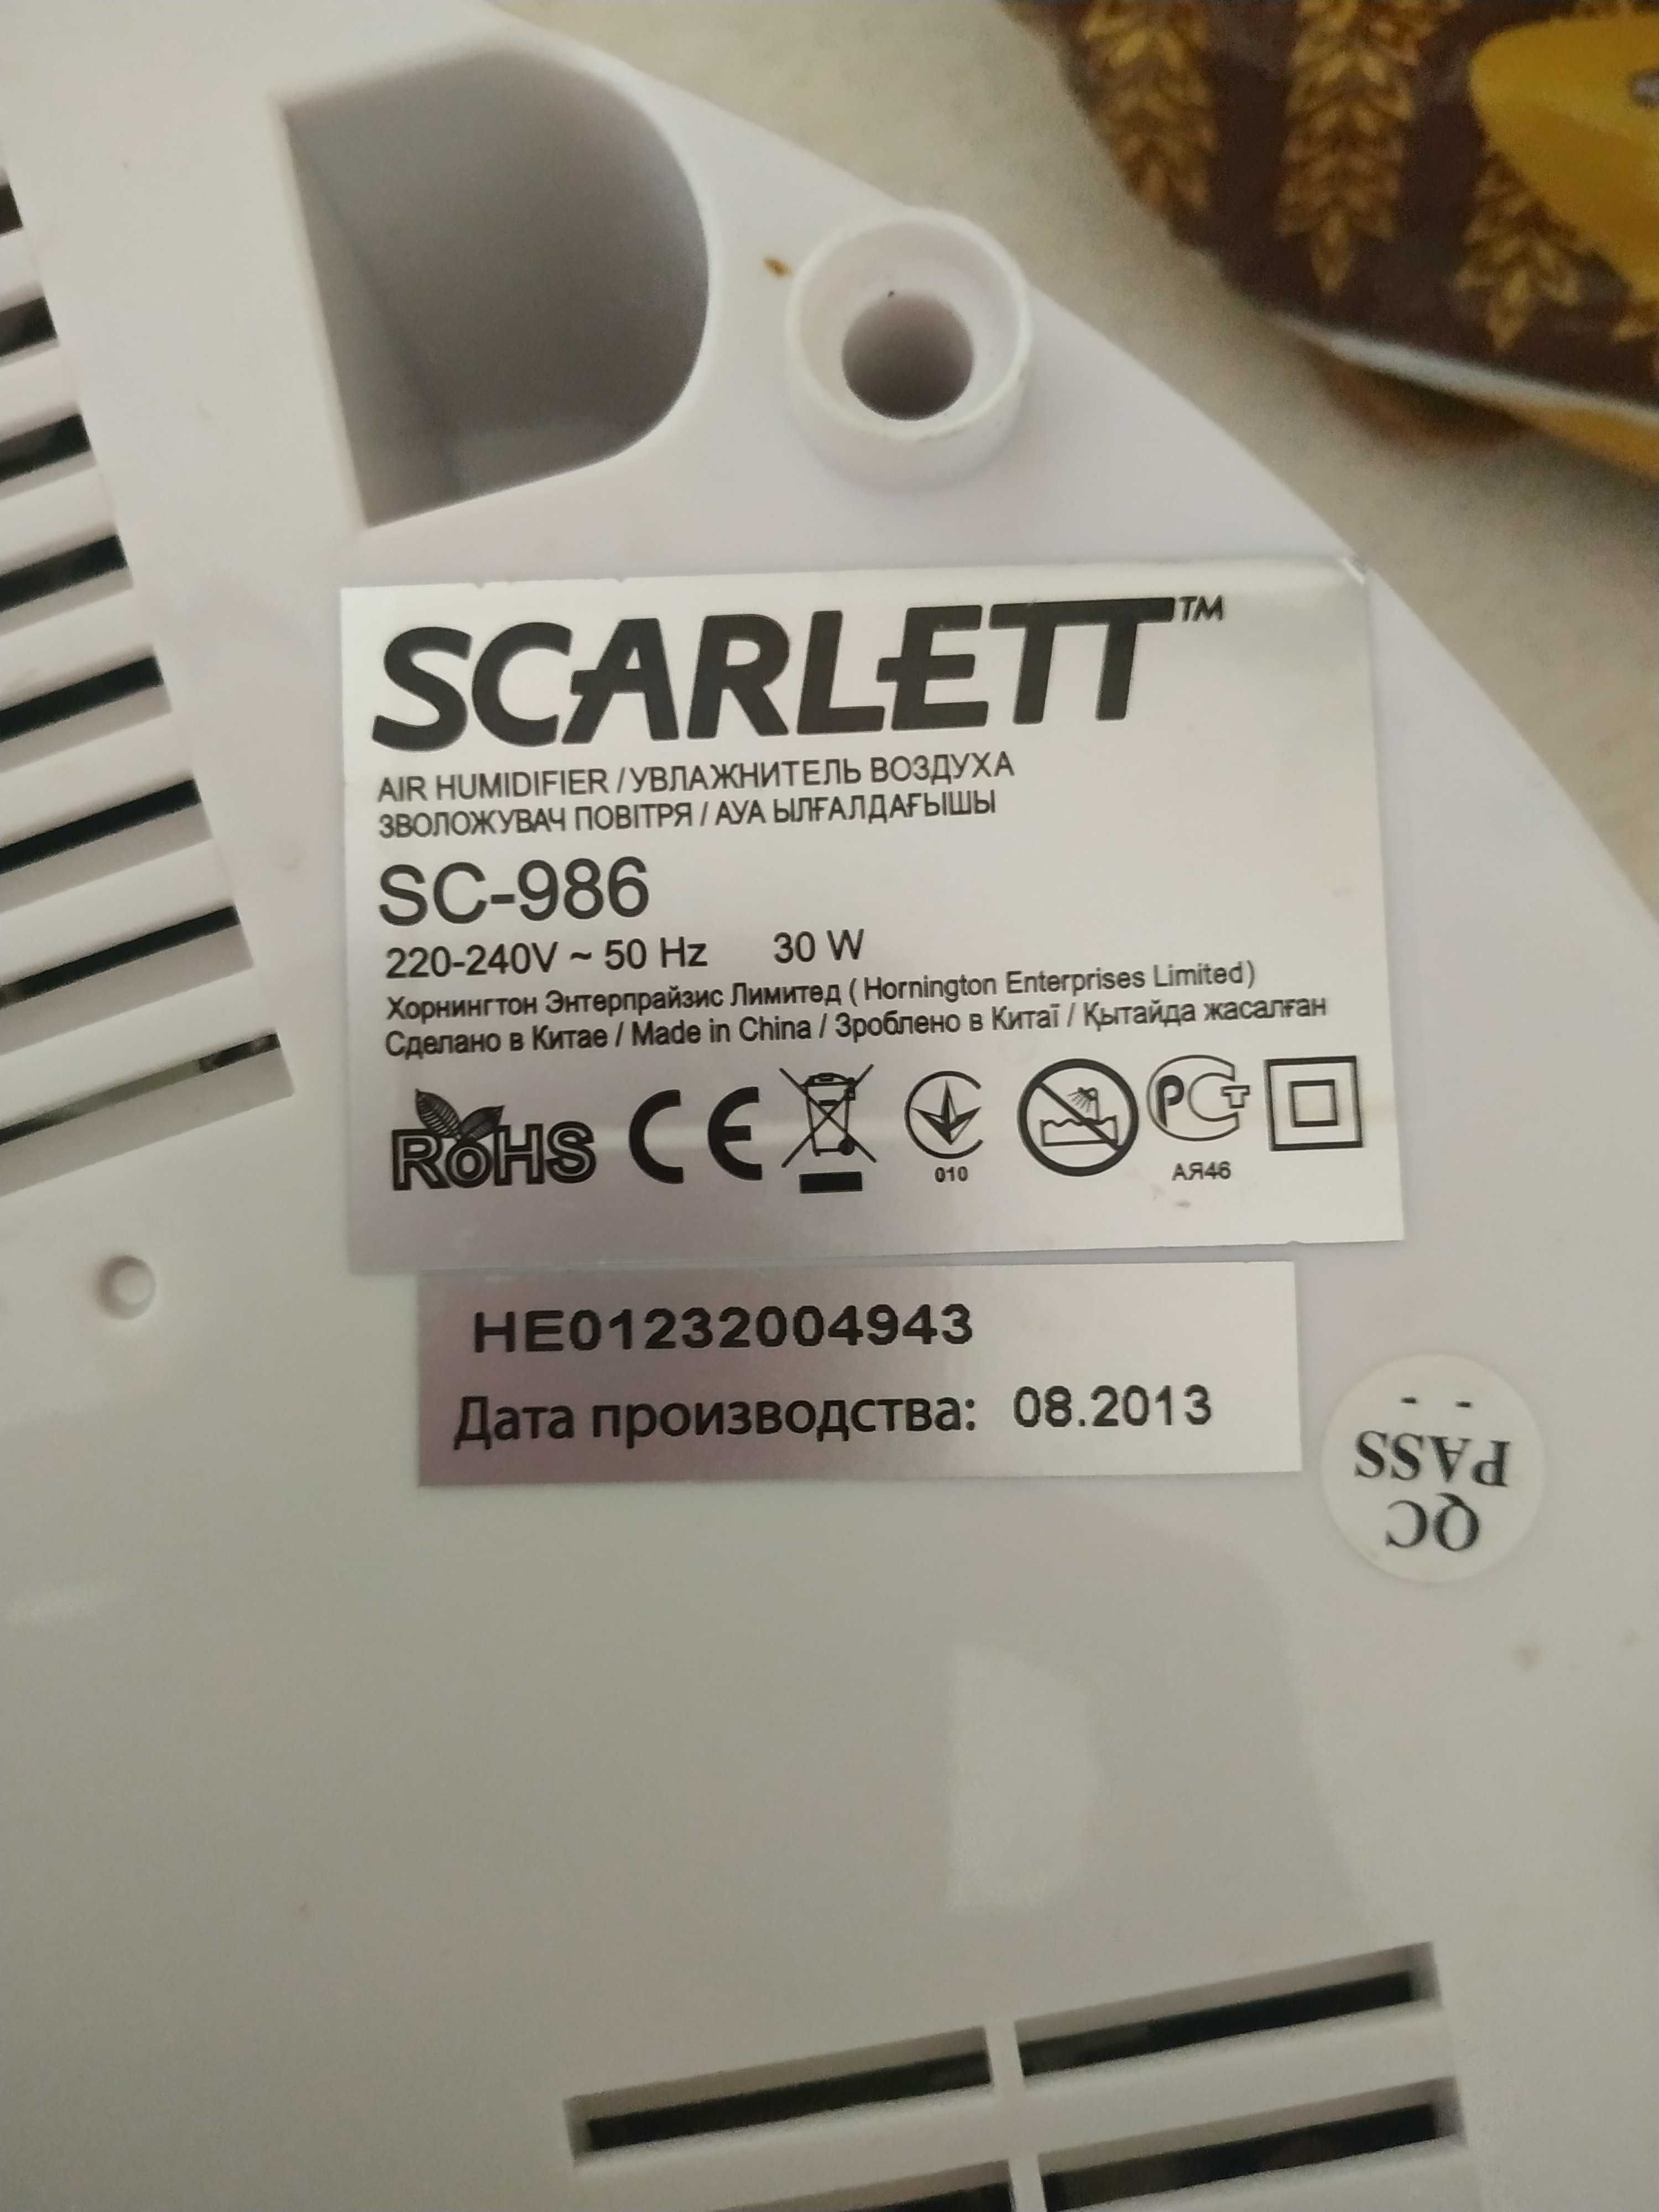 SCARLETT™
AIR HUMIDIFIER / УВЛАЖНИТЕЛЬ ВОЗДУХА
ЗВОЛОЖУВАЧ ПОВІТРЯ / АУА ЫЛҒАЛДАҒЫШЫ
SC-986
220-240V ~ 50 Hz 30 W
Хорнингтон Энтерпрайзис Лимитед ( Hornington Enterprises Limited)
Сделано в Китае / Made in China / Зроблено в Китаї / Қытайда жасалған
RoHS CE РСТ
010 АЯ46
HE01232004943
Дата производства: 08.2013
QC
PASS
- -